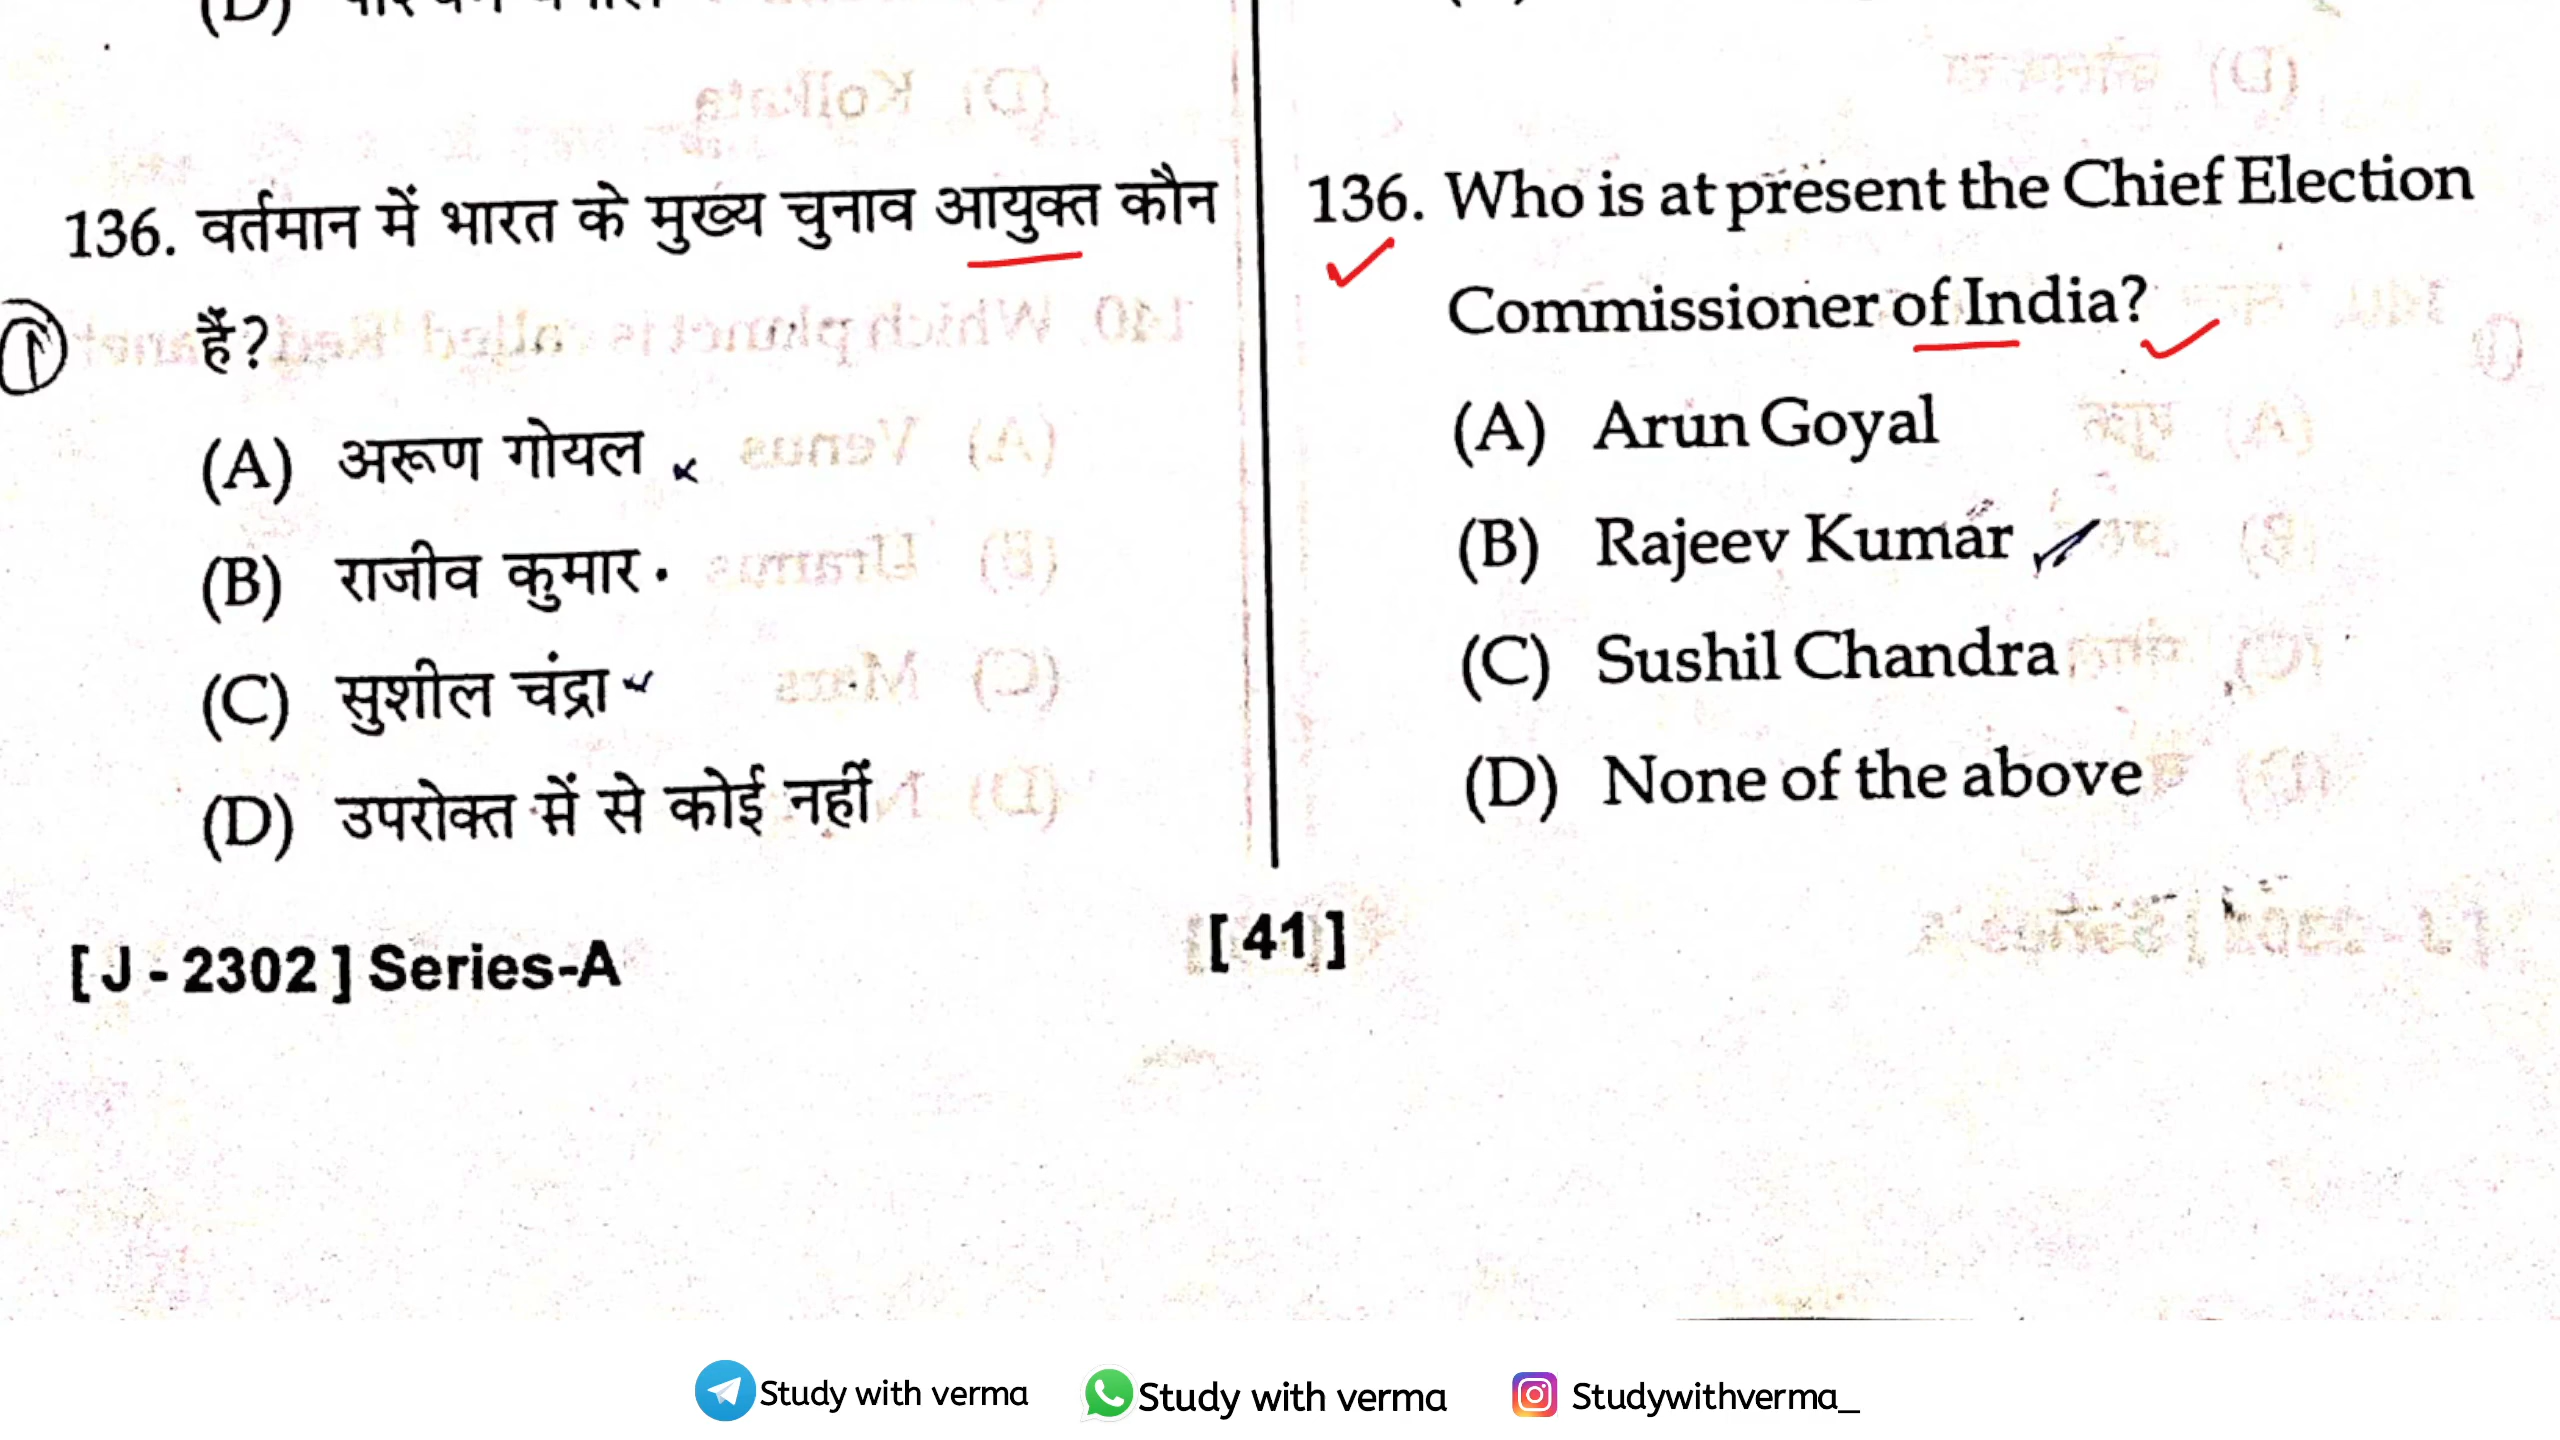 136. वर्तमान में भारत के मुख्य चुनाव आयुक्त कौन
हैं?
(A) अरूण गोयल
(B) राजीव कुमार
(C) सुशील चंद्रा
(D) उपरोक्त में से कोई नहीं
136. Who is at present the Chief Election
Commissioner of India?
(A) Arun Goyal
(B) Rajeev Kumar
(C) Sushil Chandra
(D) None of the above
[ J - 2302 ] Series-A
[ 41 ]
Study with verma
Study with verma
Studywithverma_